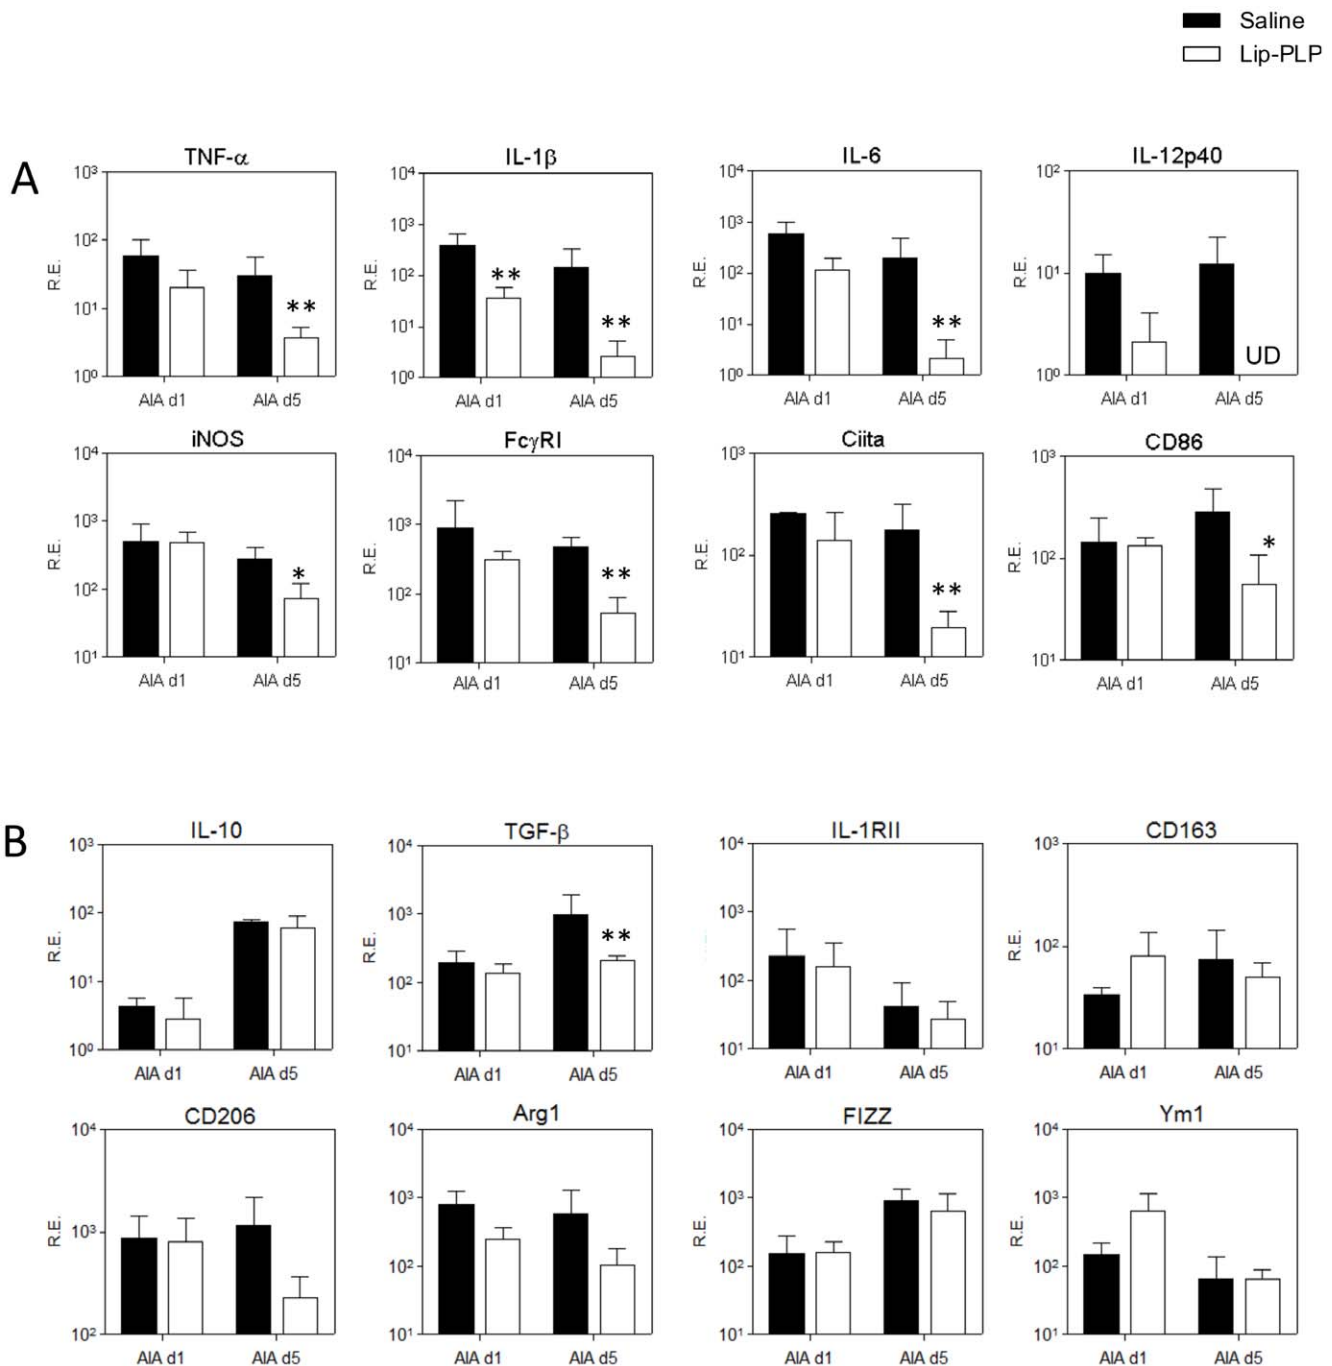 Saline
Lip-PLP
A
TNF-α
IL-1β
IL-6
IL-12p40
R.E.
10³
10²
10¹
10⁰
**
AIA d1
AIA d5
R.E.
10⁴
10³
10²
10¹
10⁰
**
**
AIA d1
AIA d5
R.E.
10⁴
10³
10²
10¹
10⁰
**
AIA d1
AIA d5
R.E.
10²
10¹
10⁰
UD
AIA d1
AIA d5
iNOS
FcγRI
Ciita
CD86
R.E.
10⁴
10³
10²
10¹
*
AIA d1
AIA d5
R.E.
10⁴
10³
10²
10¹
**
AIA d1
AIA d5
R.E.
10³
10²
10¹
**
AIA d1
AIA d5
R.E.
10³
10²
10¹
*
AIA d1
AIA d5
B
IL-10
TGF-β
IL-1RII
CD163
R.E.
10³
10²
10¹
10⁰
AIA d1
AIA d5
R.E.
10⁴
10³
10²
10¹
**
AIA d1
AIA d5
10⁴
10³
10²
10¹
AIA d1
AIA d5
R.E.
10³
10²
10¹
AIA d1
AIA d5
CD206
Arg1
FIZZ
Ym1
R.E.
10⁴
10³
10²
AIA d1
AIA d5
R.E.
10⁴
10³
10²
10¹
AIA d1
AIA d5
R.E.
10⁴
10³
10²
10¹
AIA d1
AIA d5
R.E.
10⁴
10³
10²
10¹
AIA d1
AIA d5